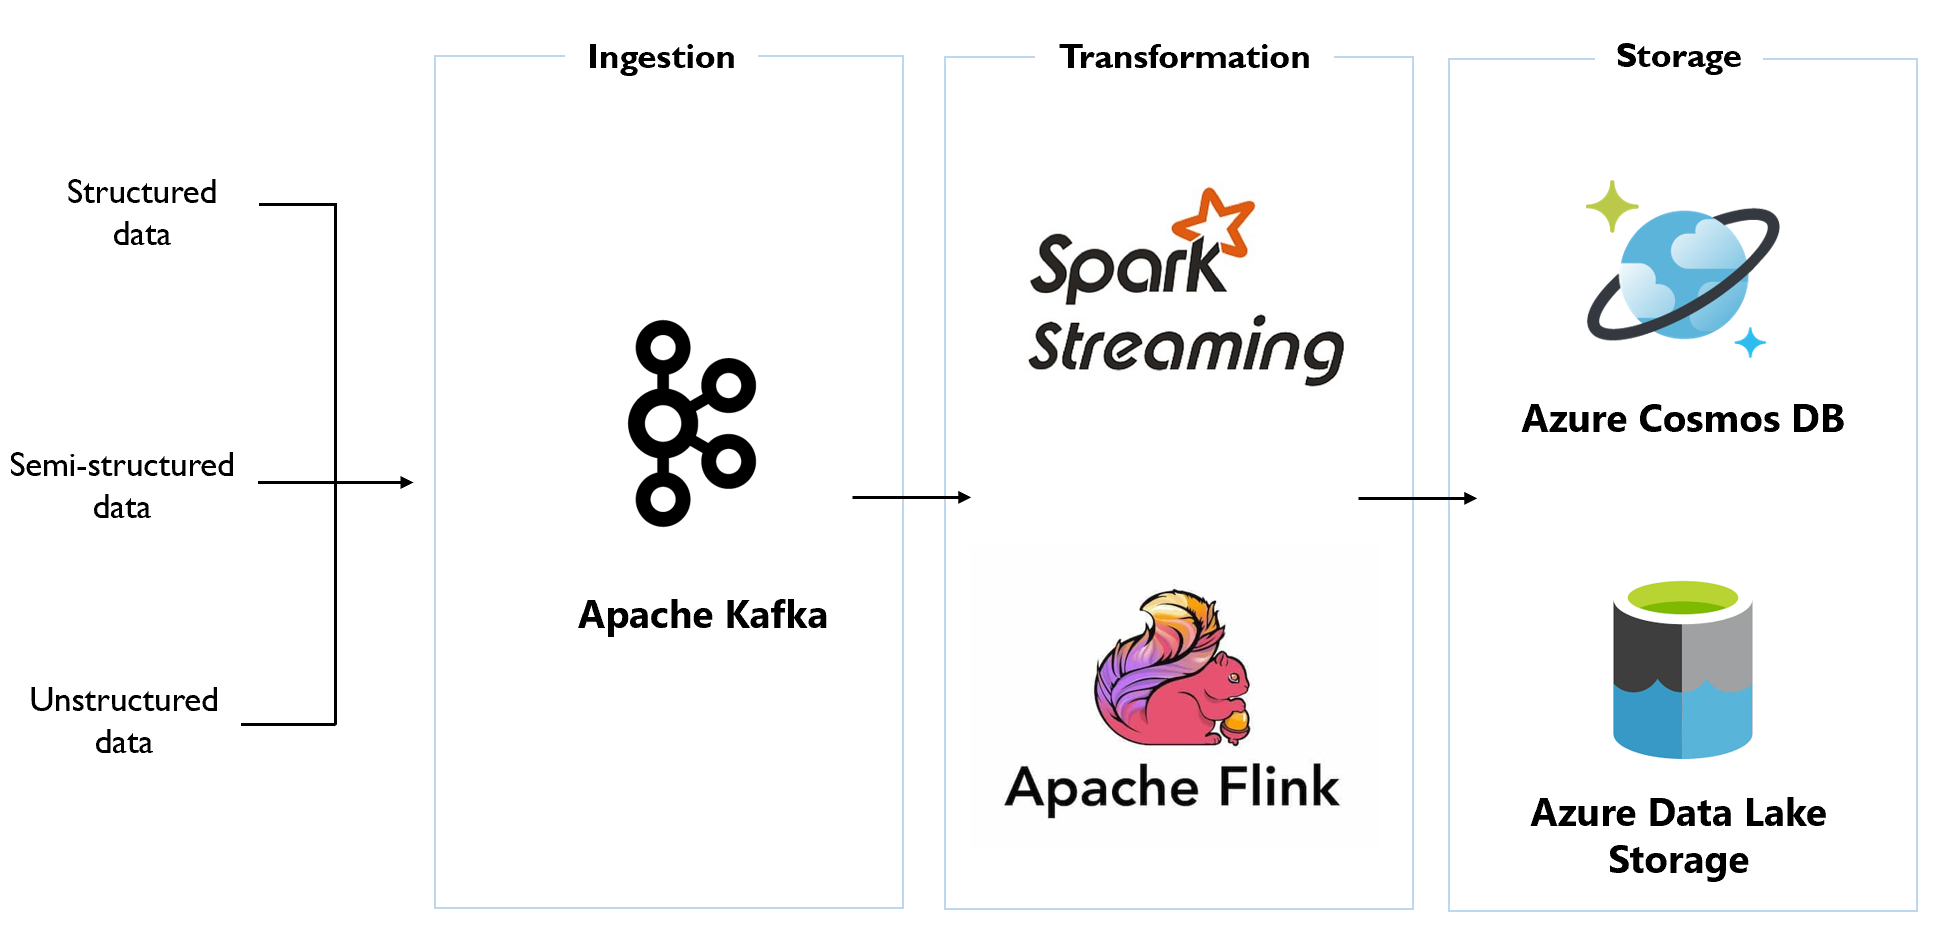 Ingestion
Transformation
Storage
Structured
data
Semi-structured
data
Unstructured
data
Apache Kafka
Spark
Streaming
Apache Flink
Azure Cosmos DB
Azure Data Lake
Storage